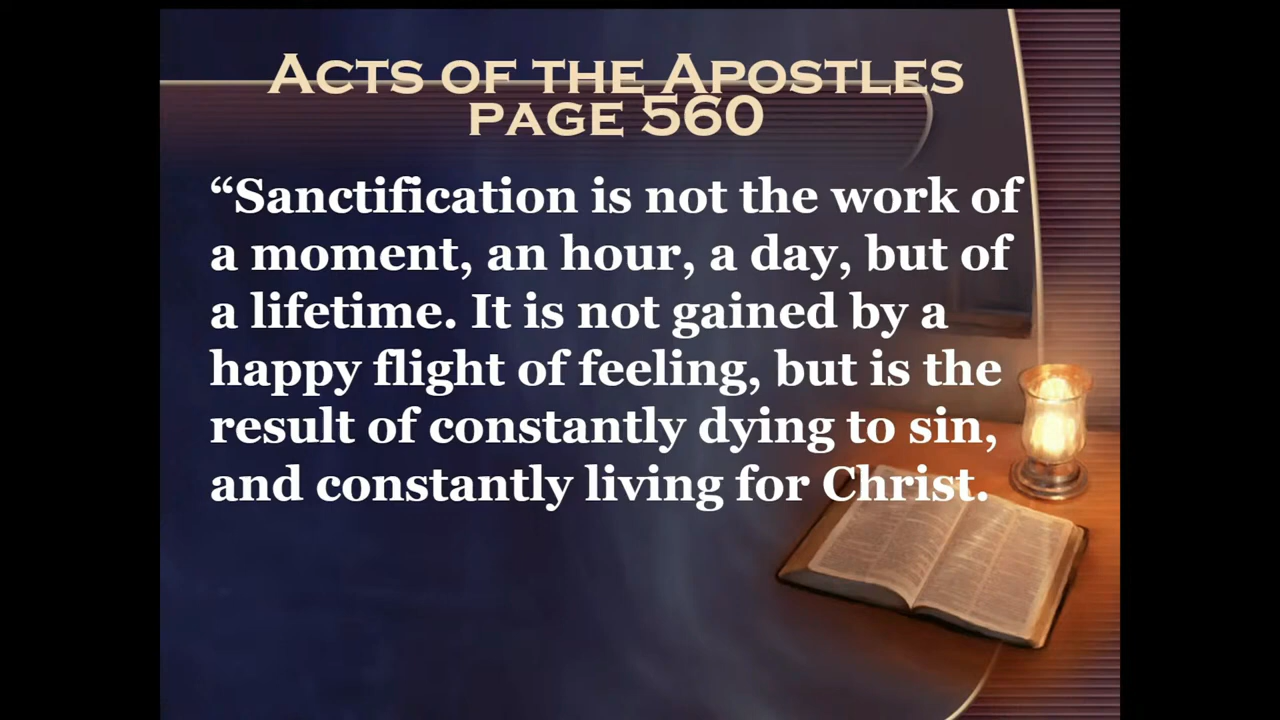 Acts of the Apostles
page 560
“Sanctification is not the work of
a moment, an hour, a day, but of
a lifetime. It is not gained by a
happy flight of feeling, but is the
result of constantly dying to sin,
and constantly living for Christ.